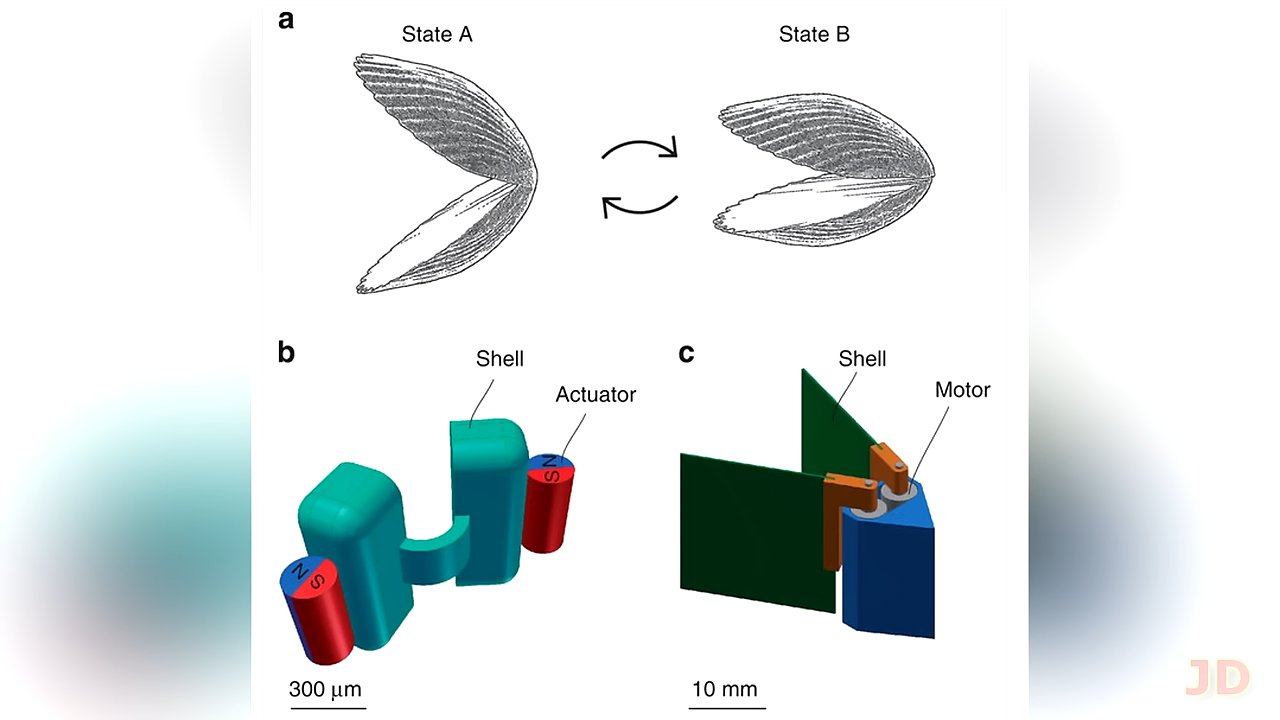 a
State A
State B
b
Shell
Actuator
N
S
N
S
300 μm
c
Shell
Motor
10 mm
JD